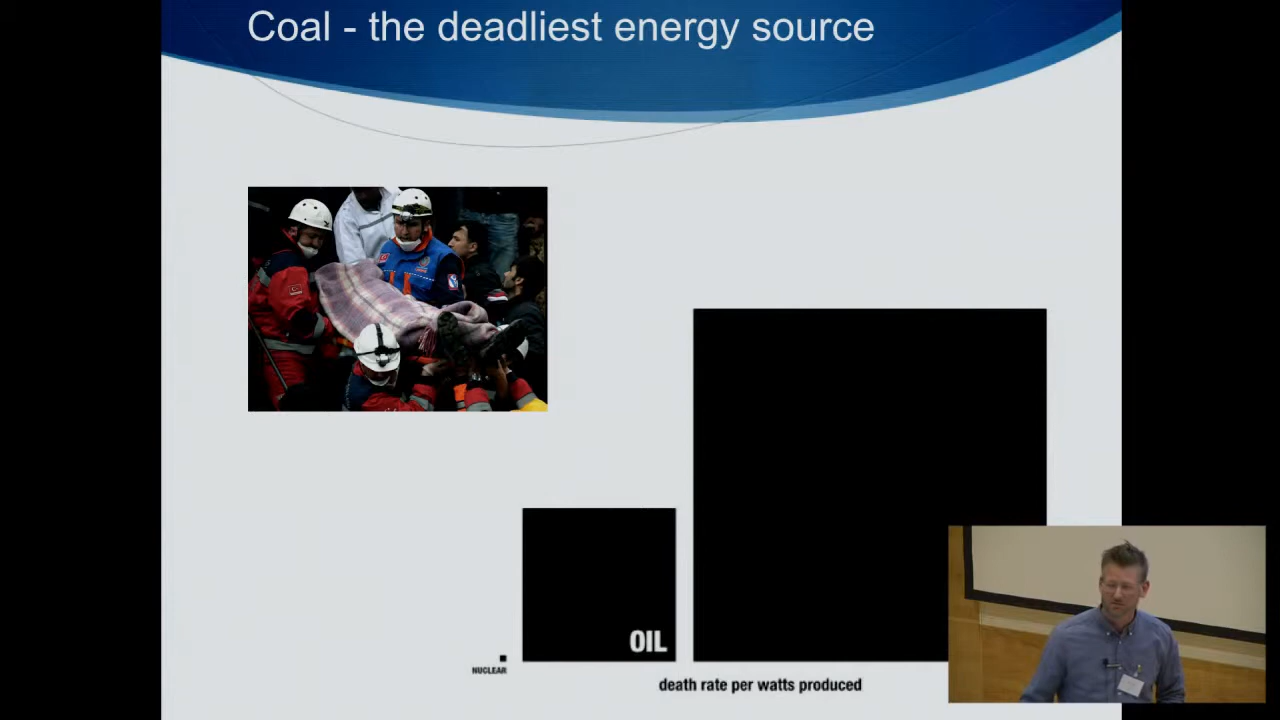 Coal - the deadliest energy source
OIL
NUCLEAR
death rate per watts produced